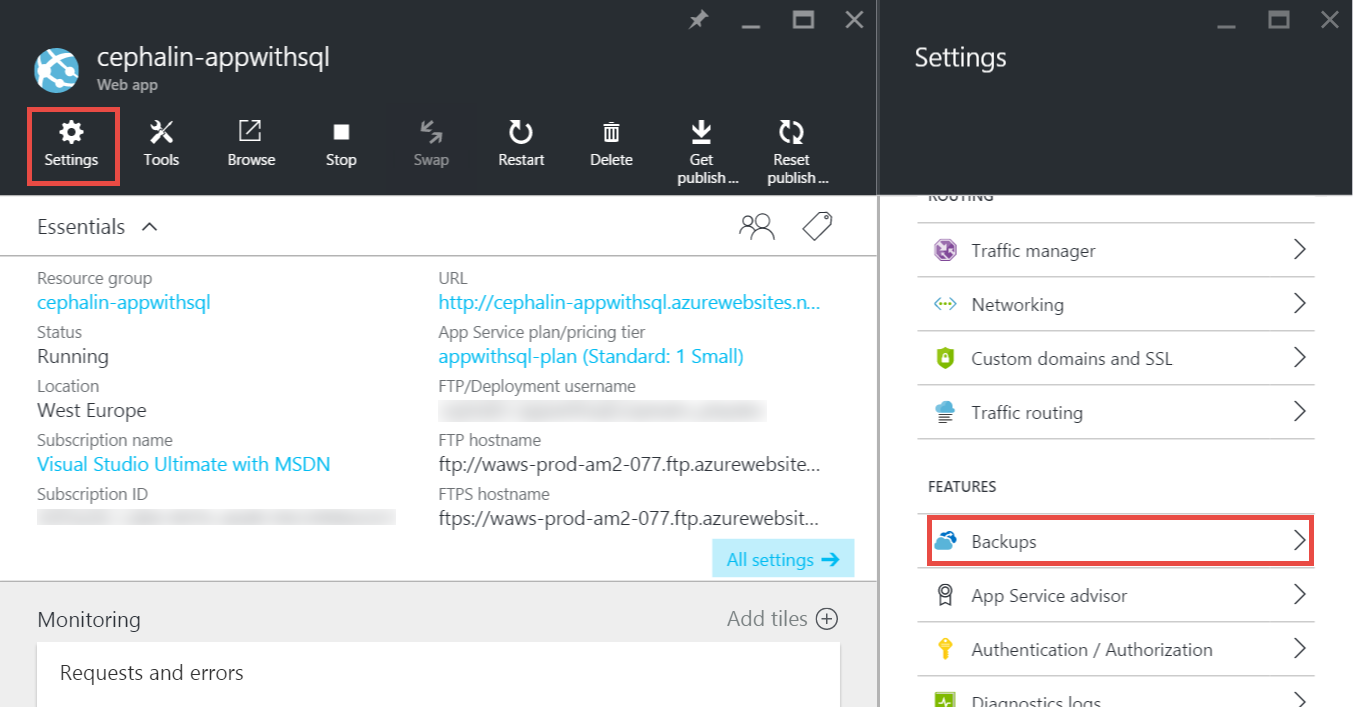 cephalin-appwithsql
Web app
Settings
Tools
Browse
Stop
Swap
Restart
Delete
Get
publish ...
Reset
publish ...
Essentials
Resource group
cephalin-appwithsql
Status
Running
Location
West Europe
Subscription name
Visual Studio Ultimate with MSDN
Subscription ID
URL
http://cephalin-appwithsql.azurewebsites.n...
App Service plan/pricing tier
appwithsql-plan (Standard: 1 Small)
FTP/Deployment username
FTP hostname
ftp://waws-prod-am2-077.ftp.azurewebsite...
FTPS hostname
ftps://waws-prod-am2-077.ftp.azurewebsit...
All settings
Monitoring
Add tiles
Requests and errors
Settings
ROUTING
Traffic manager
Networking
Custom domains and SSL
Traffic routing
FEATURES
Backups
App Service advisor
Authentication / Authorization
Diagnostics logs